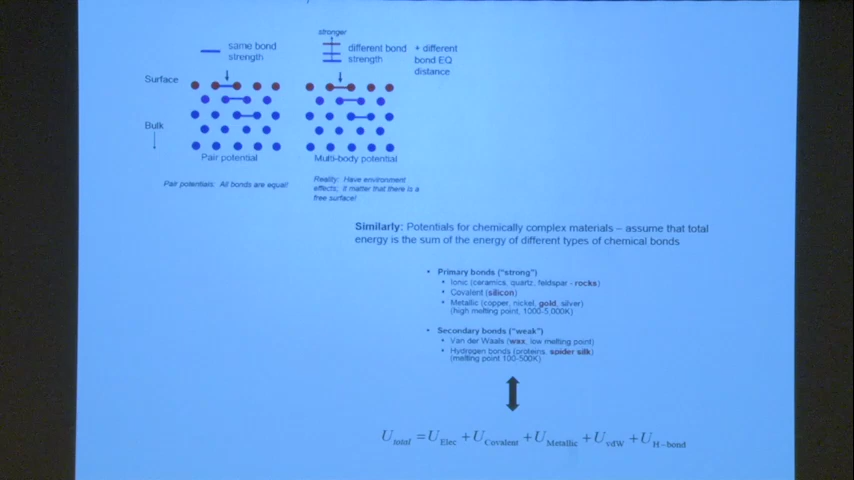 stronger
same bond
strength
different bond
strength
+ different
bond EQ
distance
Surface
Bulk
Pair potential
Multi-body potential
Pair potentials: All bonds are equal!
Reality: Have environment
effects; it matter that there is a
free surface!
Similarly: Potentials for chemically complex materials – assume that total
energy is the sum of the energy of different types of chemical bonds
• Primary bonds (“strong”)
• Ionic (ceramics, quartz, feldspar - rocks)
• Covalent (silicon)
• Metallic (copper, nickel, gold, silver)
(high melting point, 1000-5,000K)
• Secondary bonds (“weak”)
• Van der Waals (wax, low melting point)
• Hydrogen bonds (proteins, spider silk)
(melting point 100-500K)
U_total = U_Elec + U_Covalent + U_Metallic + U_vdW + U_H-bond